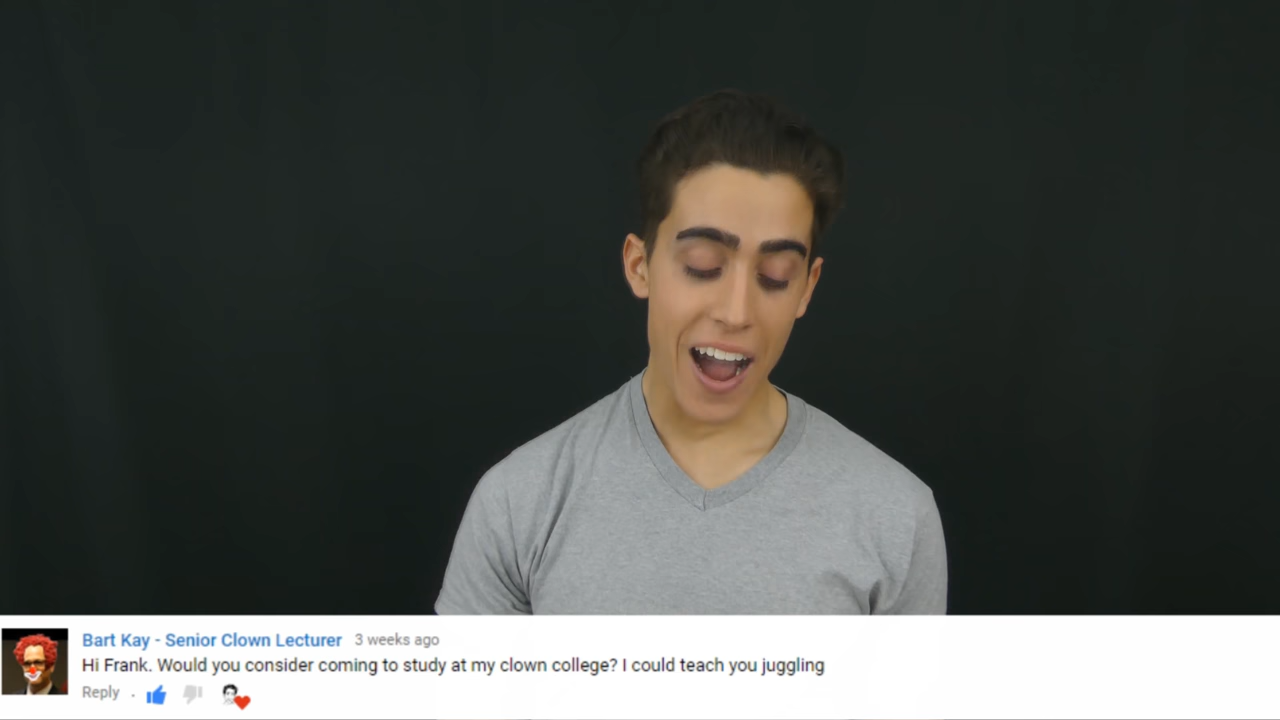 Bart Kay - Senior Clown Lecturer 3 weeks ago
Hi Frank. Would you consider coming to study at my clown college? I could teach you juggling
Reply